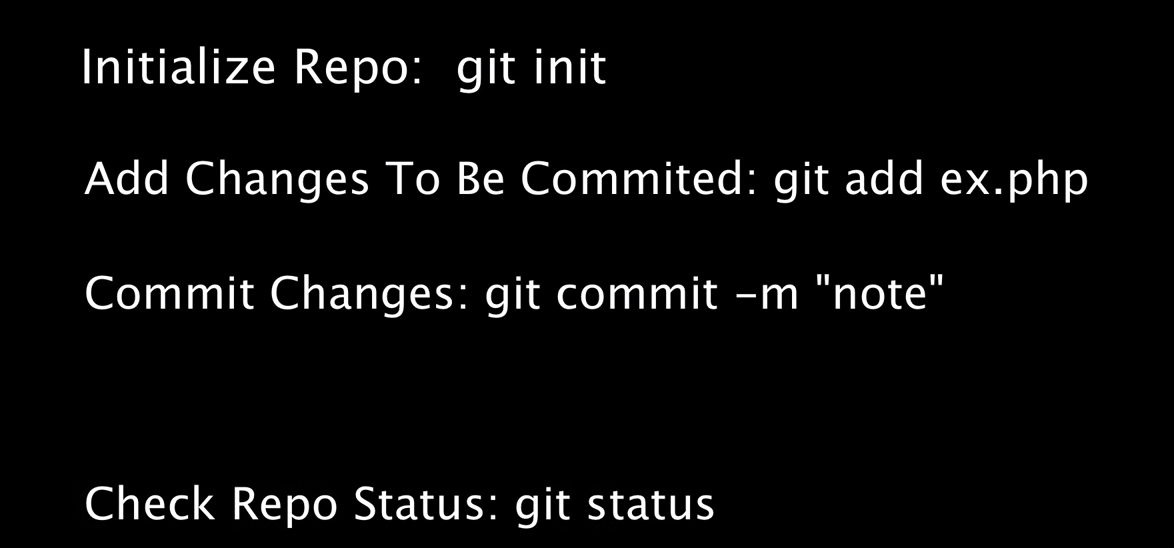 Initialize Repo:  git init
Add Changes To Be Commited: git add ex.php
Commit Changes: git commit -m "note"
Check Repo Status: git status